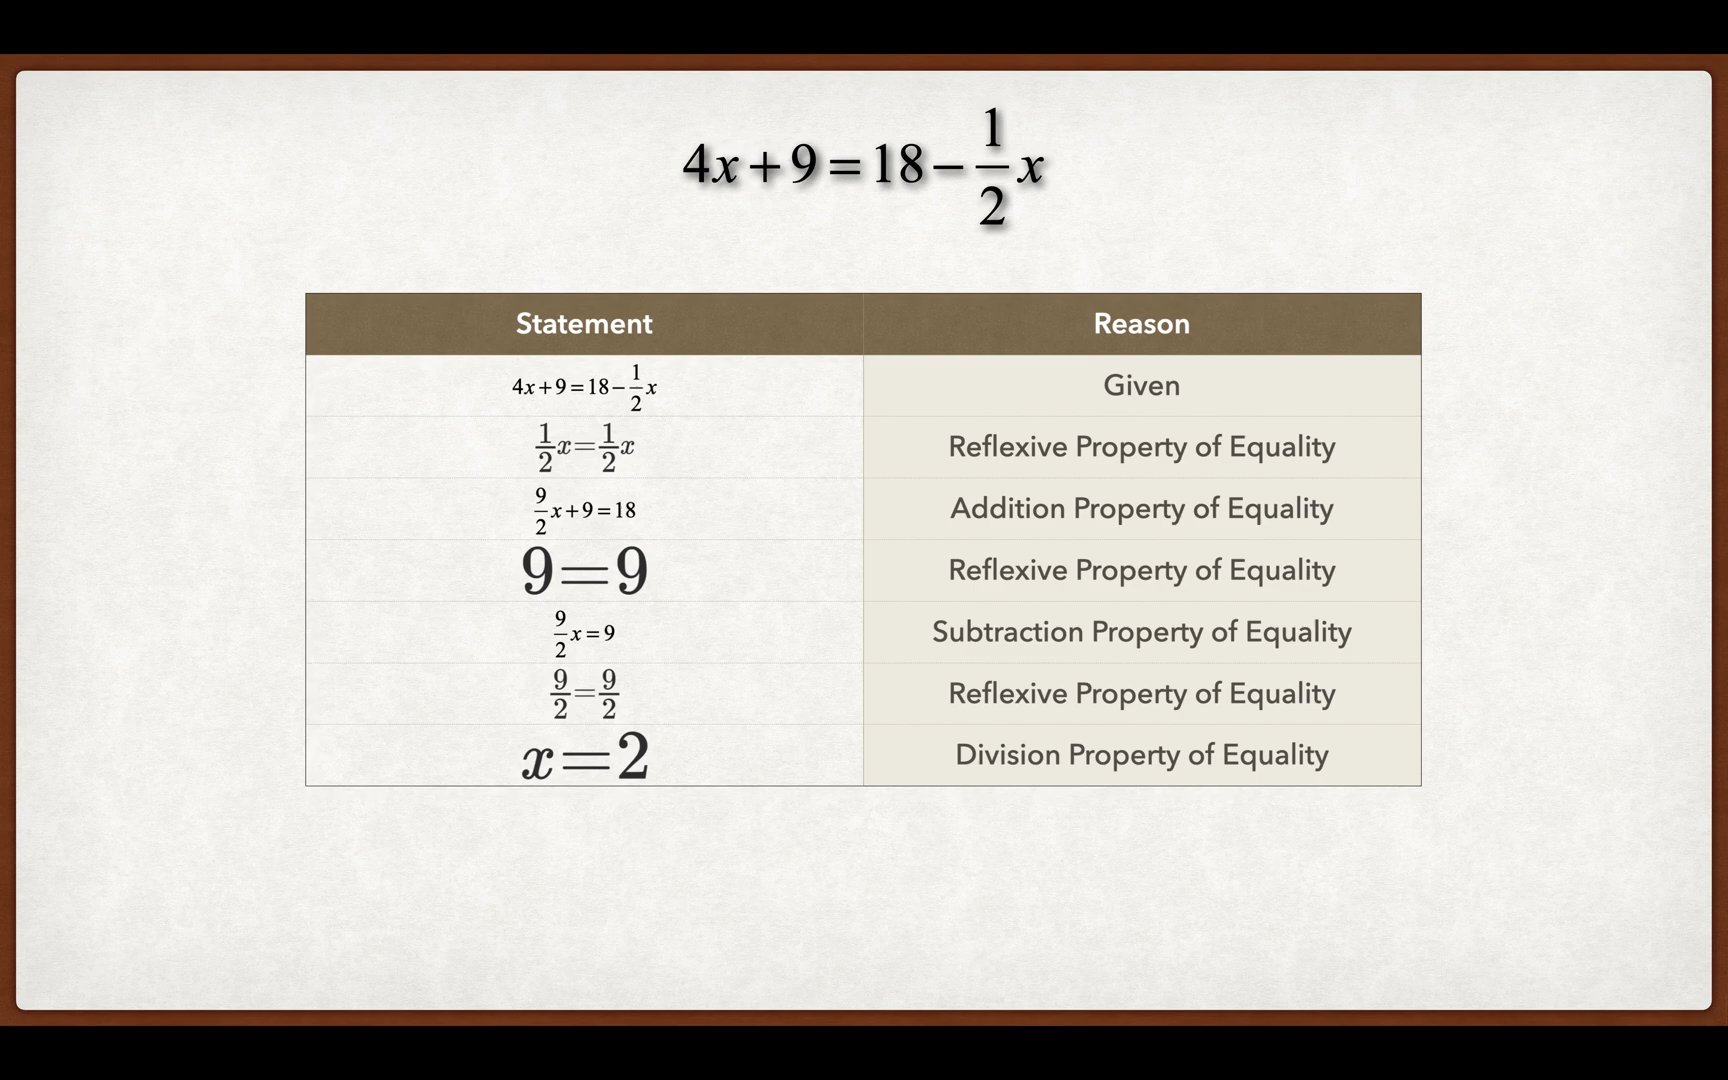 4x + 9 = 18 − 1/2 x
Statement Reason
4x + 9 = 18 − 1/2 x Given
1/2 x = 1/2 x Reflexive Property of Equality
9/2 x + 9 = 18 Addition Property of Equality
9 = 9 Reflexive Property of Equality
9/2 x = 9 Subtraction Property of Equality
9/2 = 9/2 Reflexive Property of Equality
x = 2 Division Property of Equality